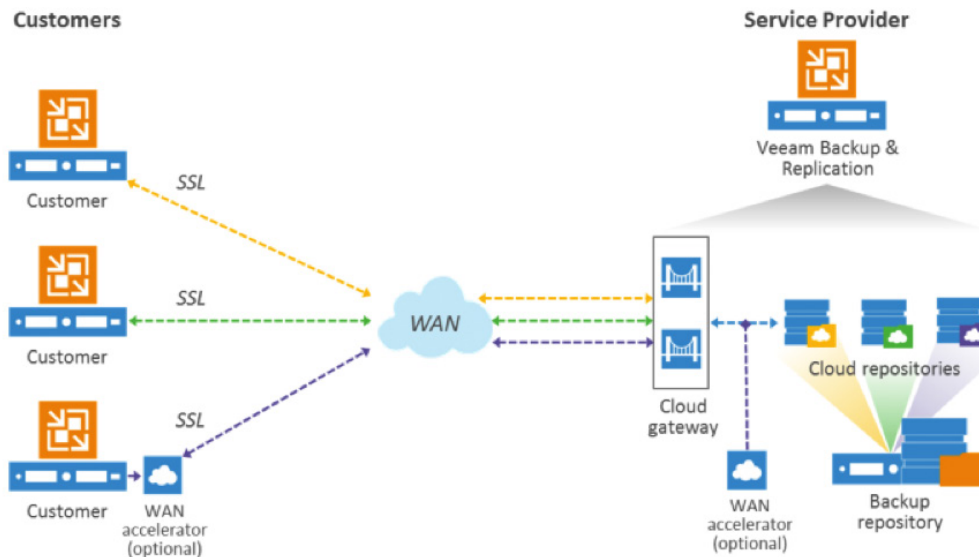 Customers
Service Provider
Veeam Backup &
Replication
Customer
SSL
Customer
SSL
WAN
Cloud
gateway
Cloud repositories
Customer
SSL
WAN
accelerator
(optional)
WAN
accelerator
(optional)
Backup
repository